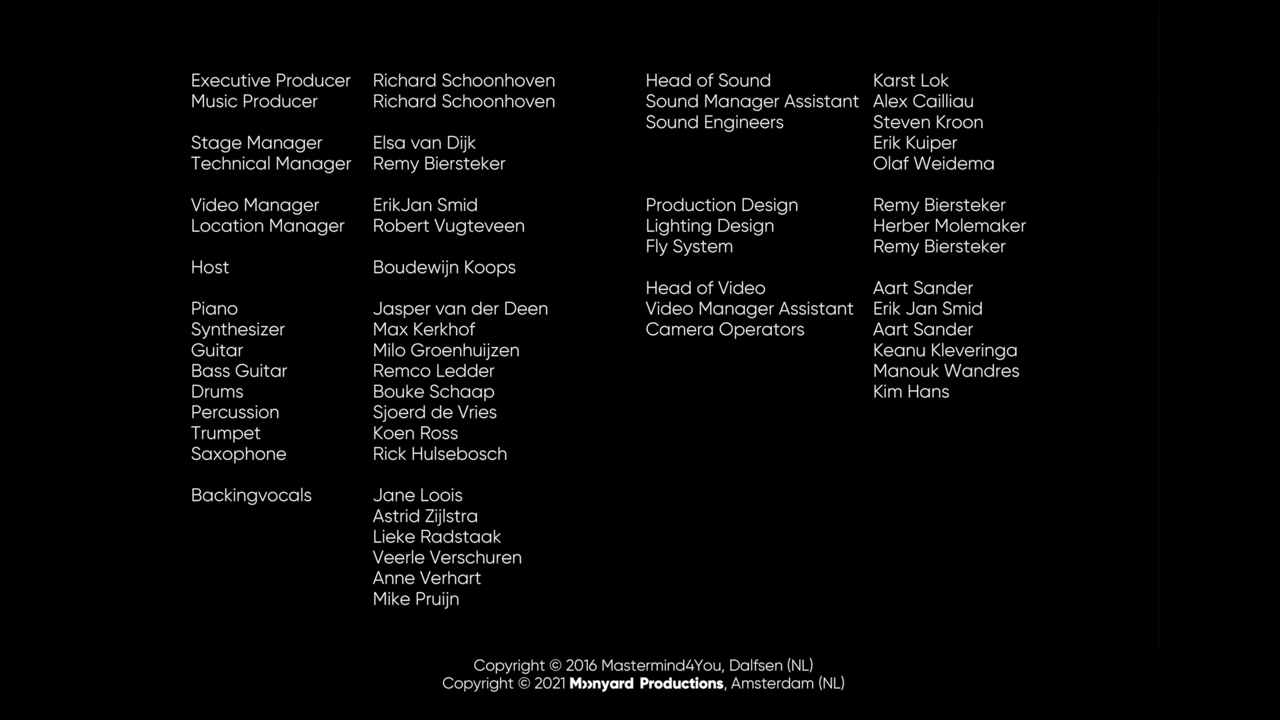 Executive Producer Richard Schoonhoven
Music Producer Richard Schoonhoven
Stage Manager Elsa van Dijk
Technical Manager Remy Biersteker
Video Manager ErikJan Smid
Location Manager Robert Vugteveen
Host Boudewijn Koops
Piano Jasper van der Deen
Synthesizer Max Kerkhof
Guitar Milo Groenhuijzen
Bass Guitar Remco Ledder
Drums Bouke Schaap
Percussion Sjoerd de Vries
Trumpet Koen Ross
Saxophone Rick Hulsebosch
Backingvocals Jane Loois
Astrid Zijlstra
Lieke Radstaak
Veerle Verschuren
Anne Verhart
Mike Pruijn
Head of Sound Karst Lok
Sound Manager Assistant Alex Cailliau
Sound Engineers Steven Kroon
Erik Kuiper
Olaf Weidema
Production Design Remy Biersteker
Lighting Design Herber Molemaker
Fly System Remy Biersteker
Head of Video Aart Sander
Video Manager Assistant Erik Jan Smid
Camera Operators Aart Sander
Keanu Kleveringa
Manouk Wandres
Kim Hans
Copyright © 2016 Mastermind4You, Dalfsen (NL)
Copyright © 2021 Moonyard Productions, Amsterdam (NL)